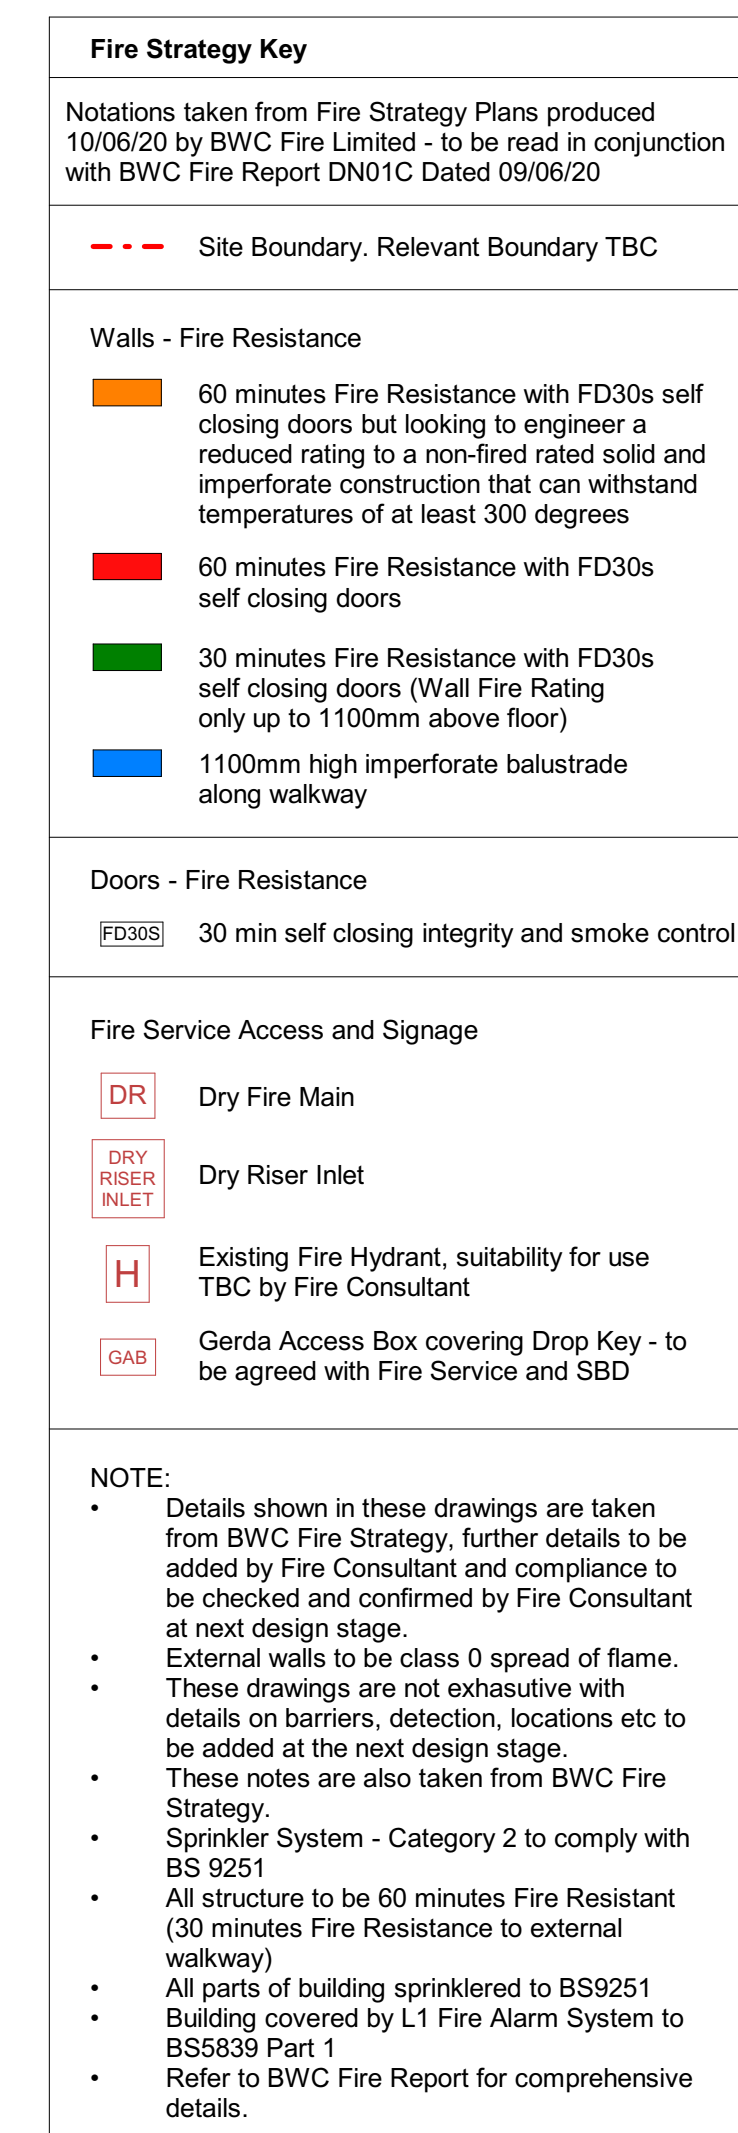 Fire Strategy Key
Notations taken from Fire Strategy Plans produced
10/06/20 by BWC Fire Limited - to be read in conjunction
with BWC Fire Report DN01C Dated 09/06/20
Site Boundary. Relevant Boundary TBC
Walls - Fire Resistance
60 minutes Fire Resistance with FD30s self
closing doors but looking to engineer a
reduced rating to a non-fired rated solid and
imperforate construction that can withstand
temperatures of at least 300 degrees
60 minutes Fire Resistance with FD30s
self closing doors
30 minutes Fire Resistance with FD30s
self closing doors (Wall Fire Rating
only up to 1100mm above floor)
1100mm high imperforate balustrade
along walkway
Doors - Fire Resistance
FD30S 30 min self closing integrity and smoke control
Fire Service Access and Signage
DR Dry Fire Main
DRY
RISER
INLET
Dry Riser Inlet
H
Existing Fire Hydrant, suitability for use
TBC by Fire Consultant
GAB
Gerda Access Box covering Drop Key - to
be agreed with Fire Service and SBD
NOTE:
• Details shown in these drawings are taken
from BWC Fire Strategy, further details to be
added by Fire Consultant and compliance to
be checked and confirmed by Fire Consultant
at next design stage.
• External walls to be class 0 spread of flame.
• These drawings are not exhasutive with
details on barriers, detection, locations etc to
be added at the next design stage.
• These notes are also taken from BWC Fire
Strategy.
• Sprinkler System - Category 2 to comply with
BS 9251
• All structure to be 60 minutes Fire Resistant
(30 minutes Fire Resistance to external
walkway)
• All parts of building sprinklered to BS9251
• Building covered by L1 Fire Alarm System to
BS5839 Part 1
• Refer to BWC Fire Report for comprehensive
details.